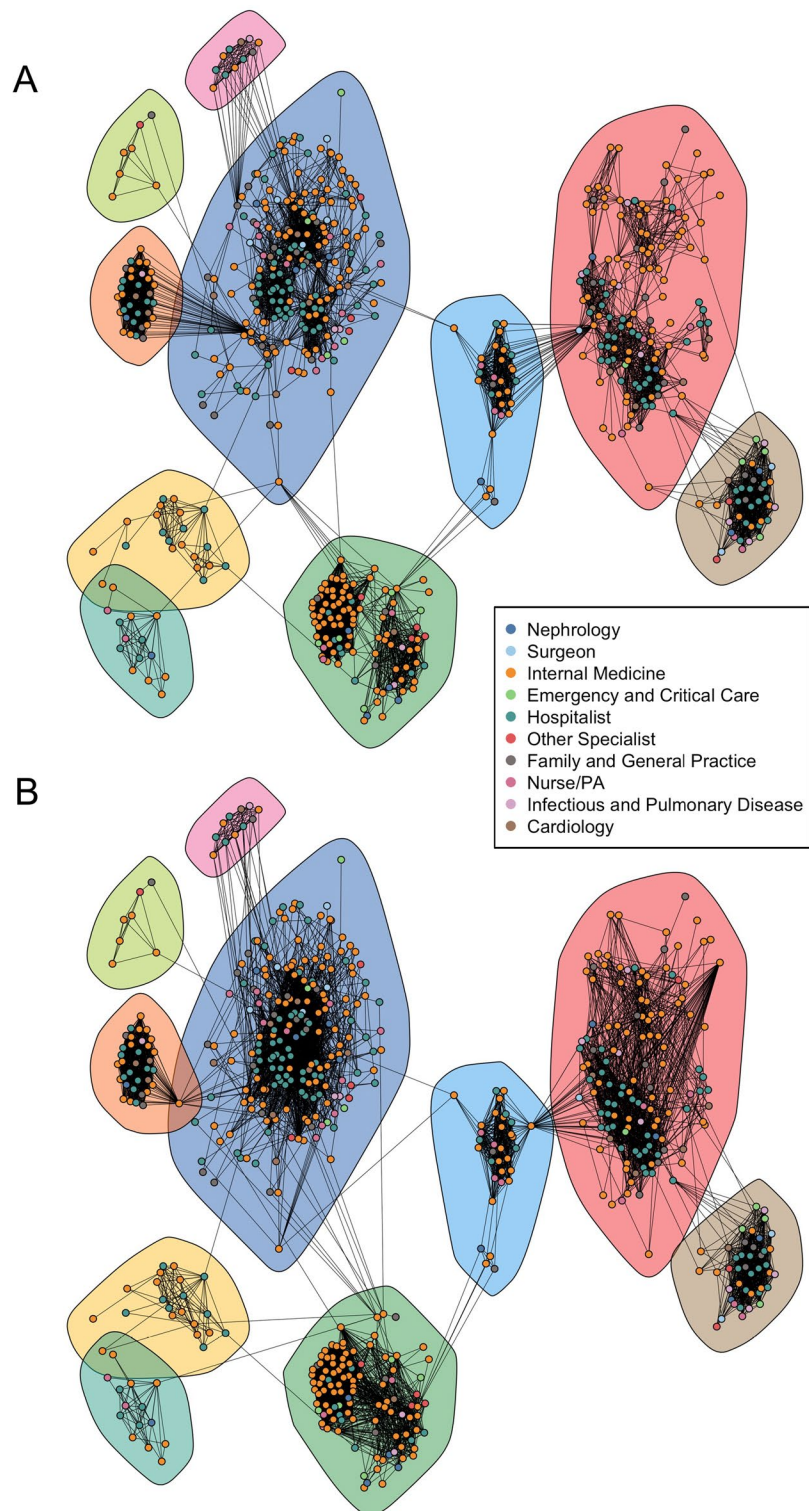 A
Nephrology
Surgeon
Internal Medicine
Emergency and Critical Care
Hospitalist
Other Specialist
Family and General Practice
Nurse/PA
Infectious and Pulmonary Disease
Cardiology
B